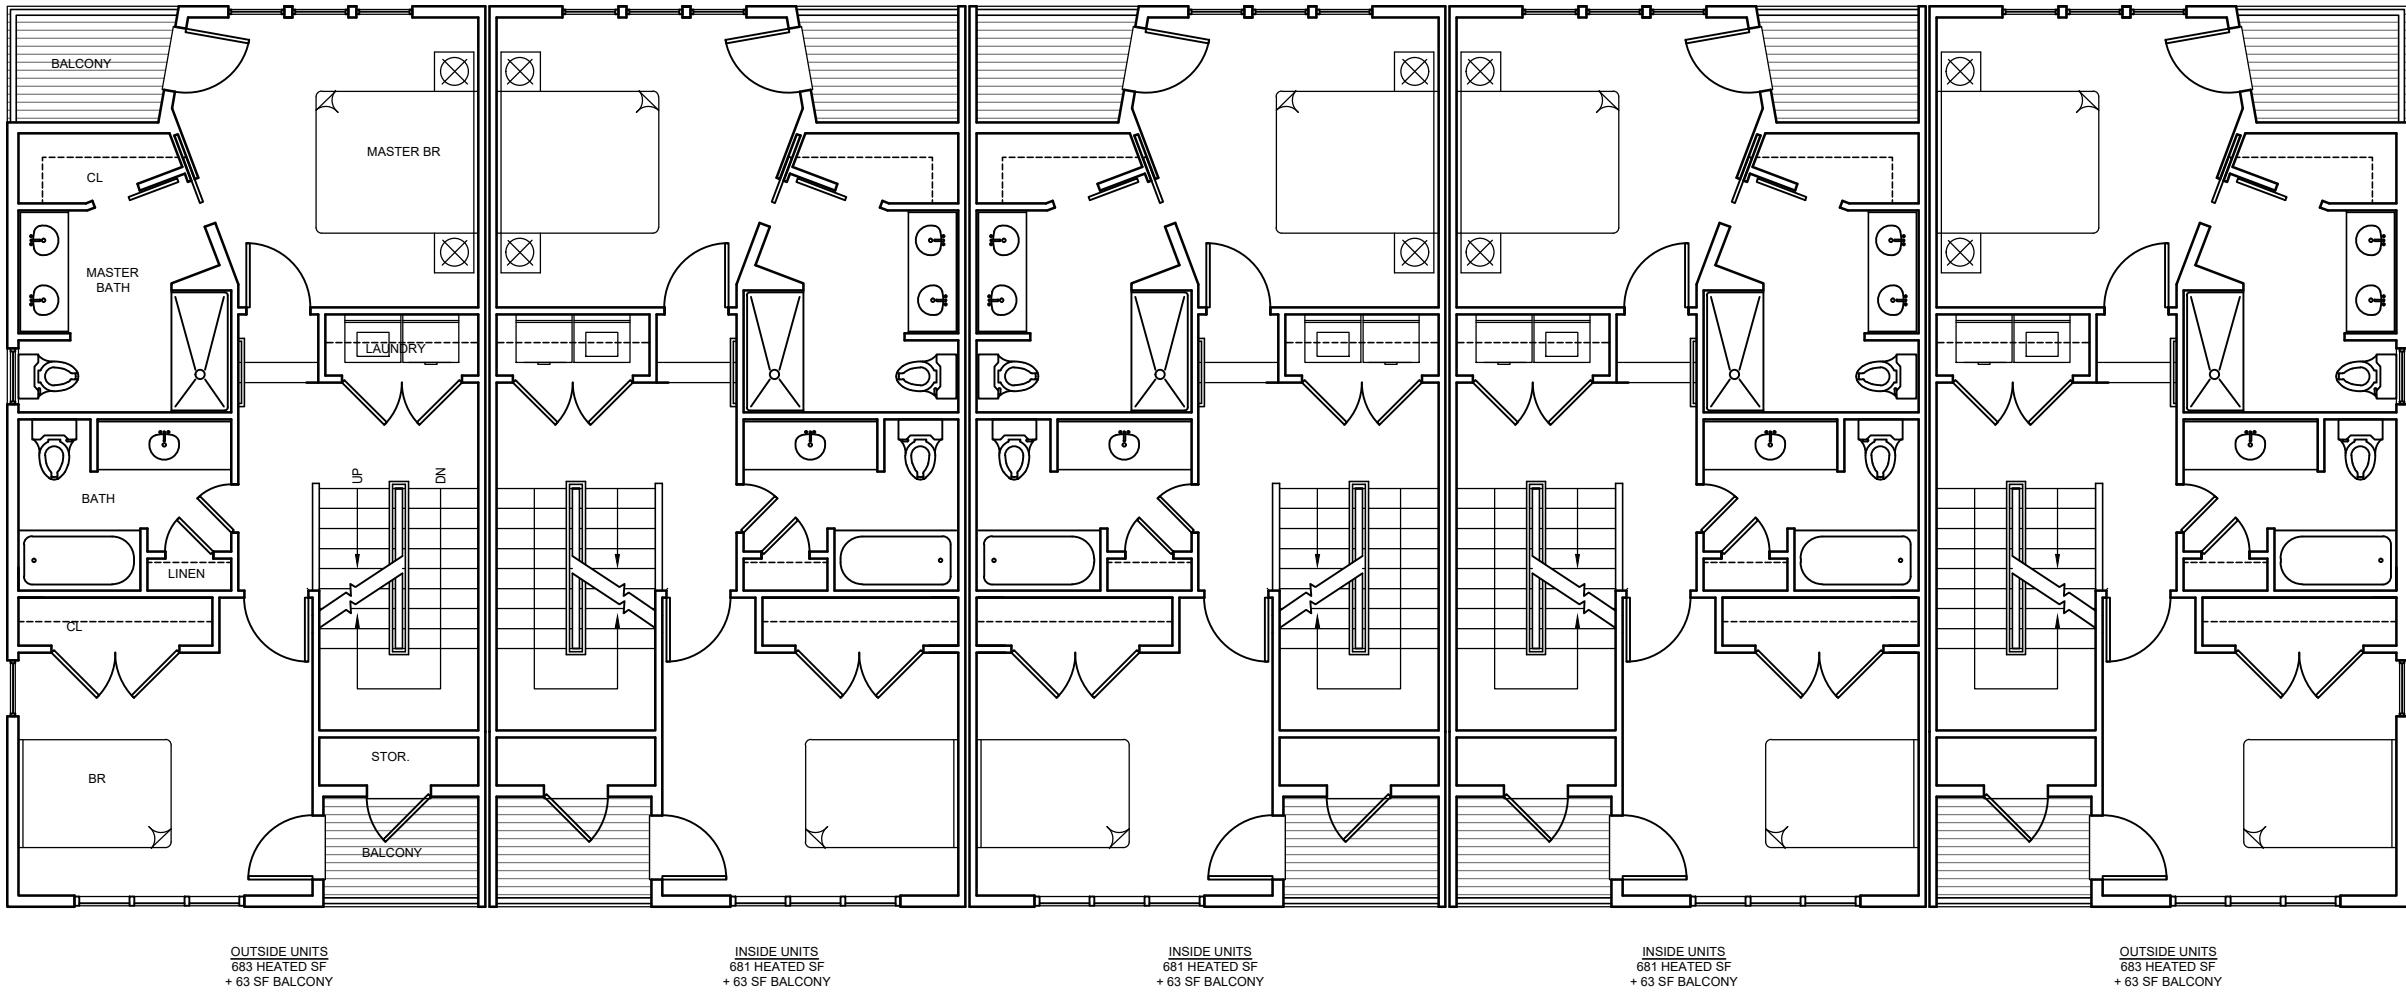 BALCONY
MASTER BR
CL
MASTER
BATH
LAUNDRY
UP
DN
BATH
LINEN
CL
STOR.
BR
BALCONY
OUTSIDE UNITS
683 HEATED SF
+ 63 SF BALCONY
INSIDE UNITS
681 HEATED SF
+ 63 SF BALCONY
INSIDE UNITS
681 HEATED SF
+ 63 SF BALCONY
INSIDE UNITS
681 HEATED SF
+ 63 SF BALCONY
OUTSIDE UNITS
683 HEATED SF
+ 63 SF BALCONY